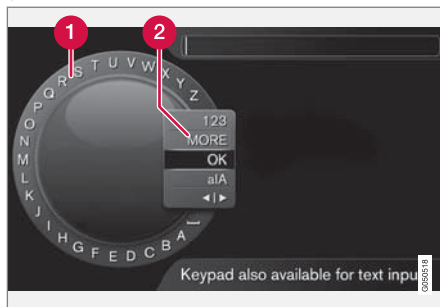 1
2
A B C D E F G H I J K L M N O P Q R S T U V W X Y Z
123
MORE
OK
a|A
◄|►
Keypad also available for text inpu
G050518